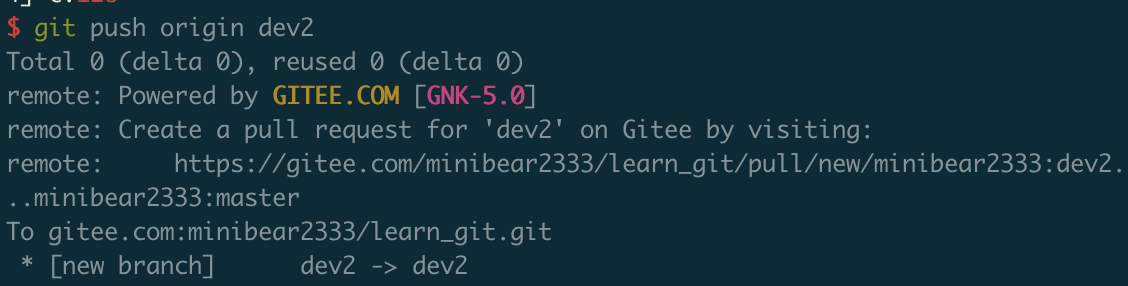 $ git push origin dev2
Total 0 (delta 0), reused 0 (delta 0)
remote: Powered by GITEE.COM [GNK-5.0]
remote: Create a pull request for 'dev2' on Gitee by visiting:
remote:     https://gitee.com/minibear2333/learn_git/pull/new/minibear2333:dev2.
..minibear2333:master
To gitee.com:minibear2333/learn_git.git
 * [new branch]      dev2 -> dev2